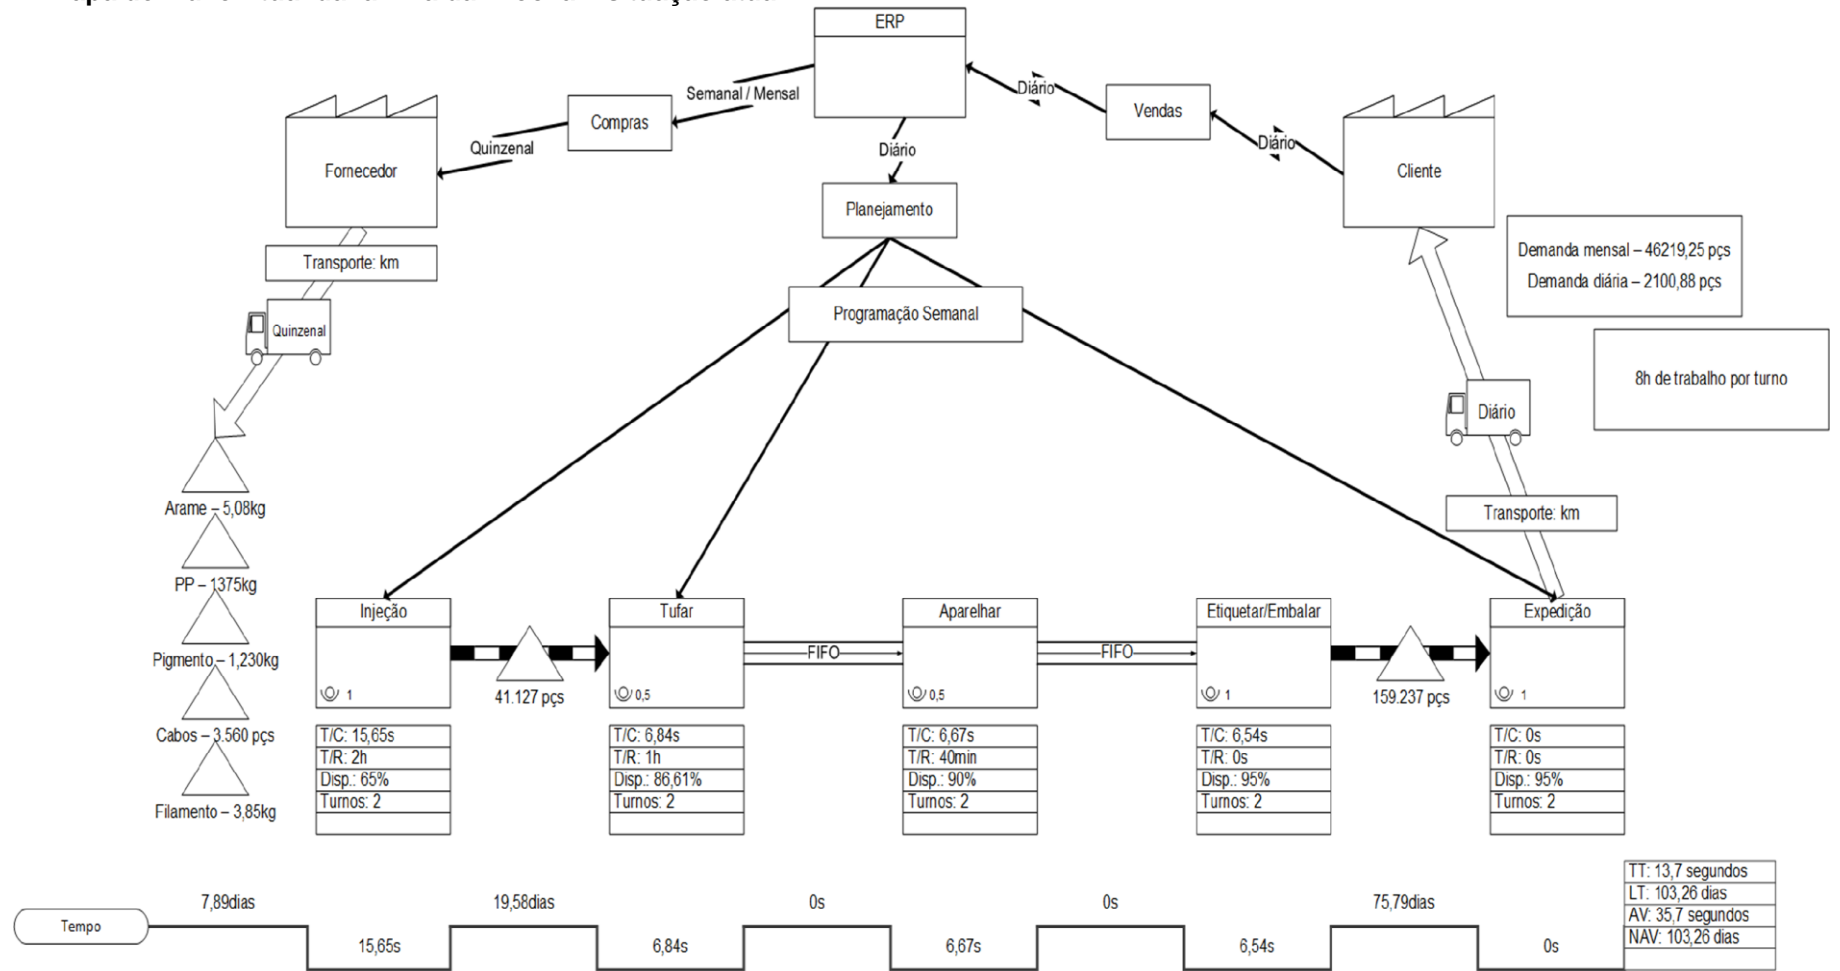 ERP
Diário
Vendas
Diário
Semanal / Mensal
Compras
Quinzenal
Fornecedor
Diário
Cliente
Planejamento
Transporte: km
Quinzenal
Programação Semanal
Demanda mensal – 46219,25 pçs
Demanda diária – 2100,88 pçs
8h de trabalho por turno
Diário
Transporte: km
Arame – 5,08kg
PP – 1375kg
Pigmento – 1,230kg
Cabos – 3.560 pçs
Filamento – 3,85kg
Injeção
1
T/C: 15,65s
T/R: 2h
Disp.: 65%
Turnos: 2
41.127 pçs
Tufar
0,5
T/C: 6,84s
T/R: 1h
Disp.: 86,61%
Turnos: 2
FIFO
Aparelhar
0,5
T/C: 6,67s
T/R: 40min
Disp.: 90%
Turnos: 2
FIFO
Etiquetar/Embalar
1
T/C: 6,54s
T/R: 0s
Disp.: 95%
Turnos: 2
159.237 pçs
Expedição
1
T/C: 0s
T/R: 0s
Disp.: 95%
Turnos: 2
Tempo
7,89dias
15,65s
19,58dias
6,84s
0s
6,67s
0s
6,54s
75,79dias
0s
TT: 13,7 segundos
LT: 103,26 dias
AV: 35,7 segundos
NAV: 103,26 dias